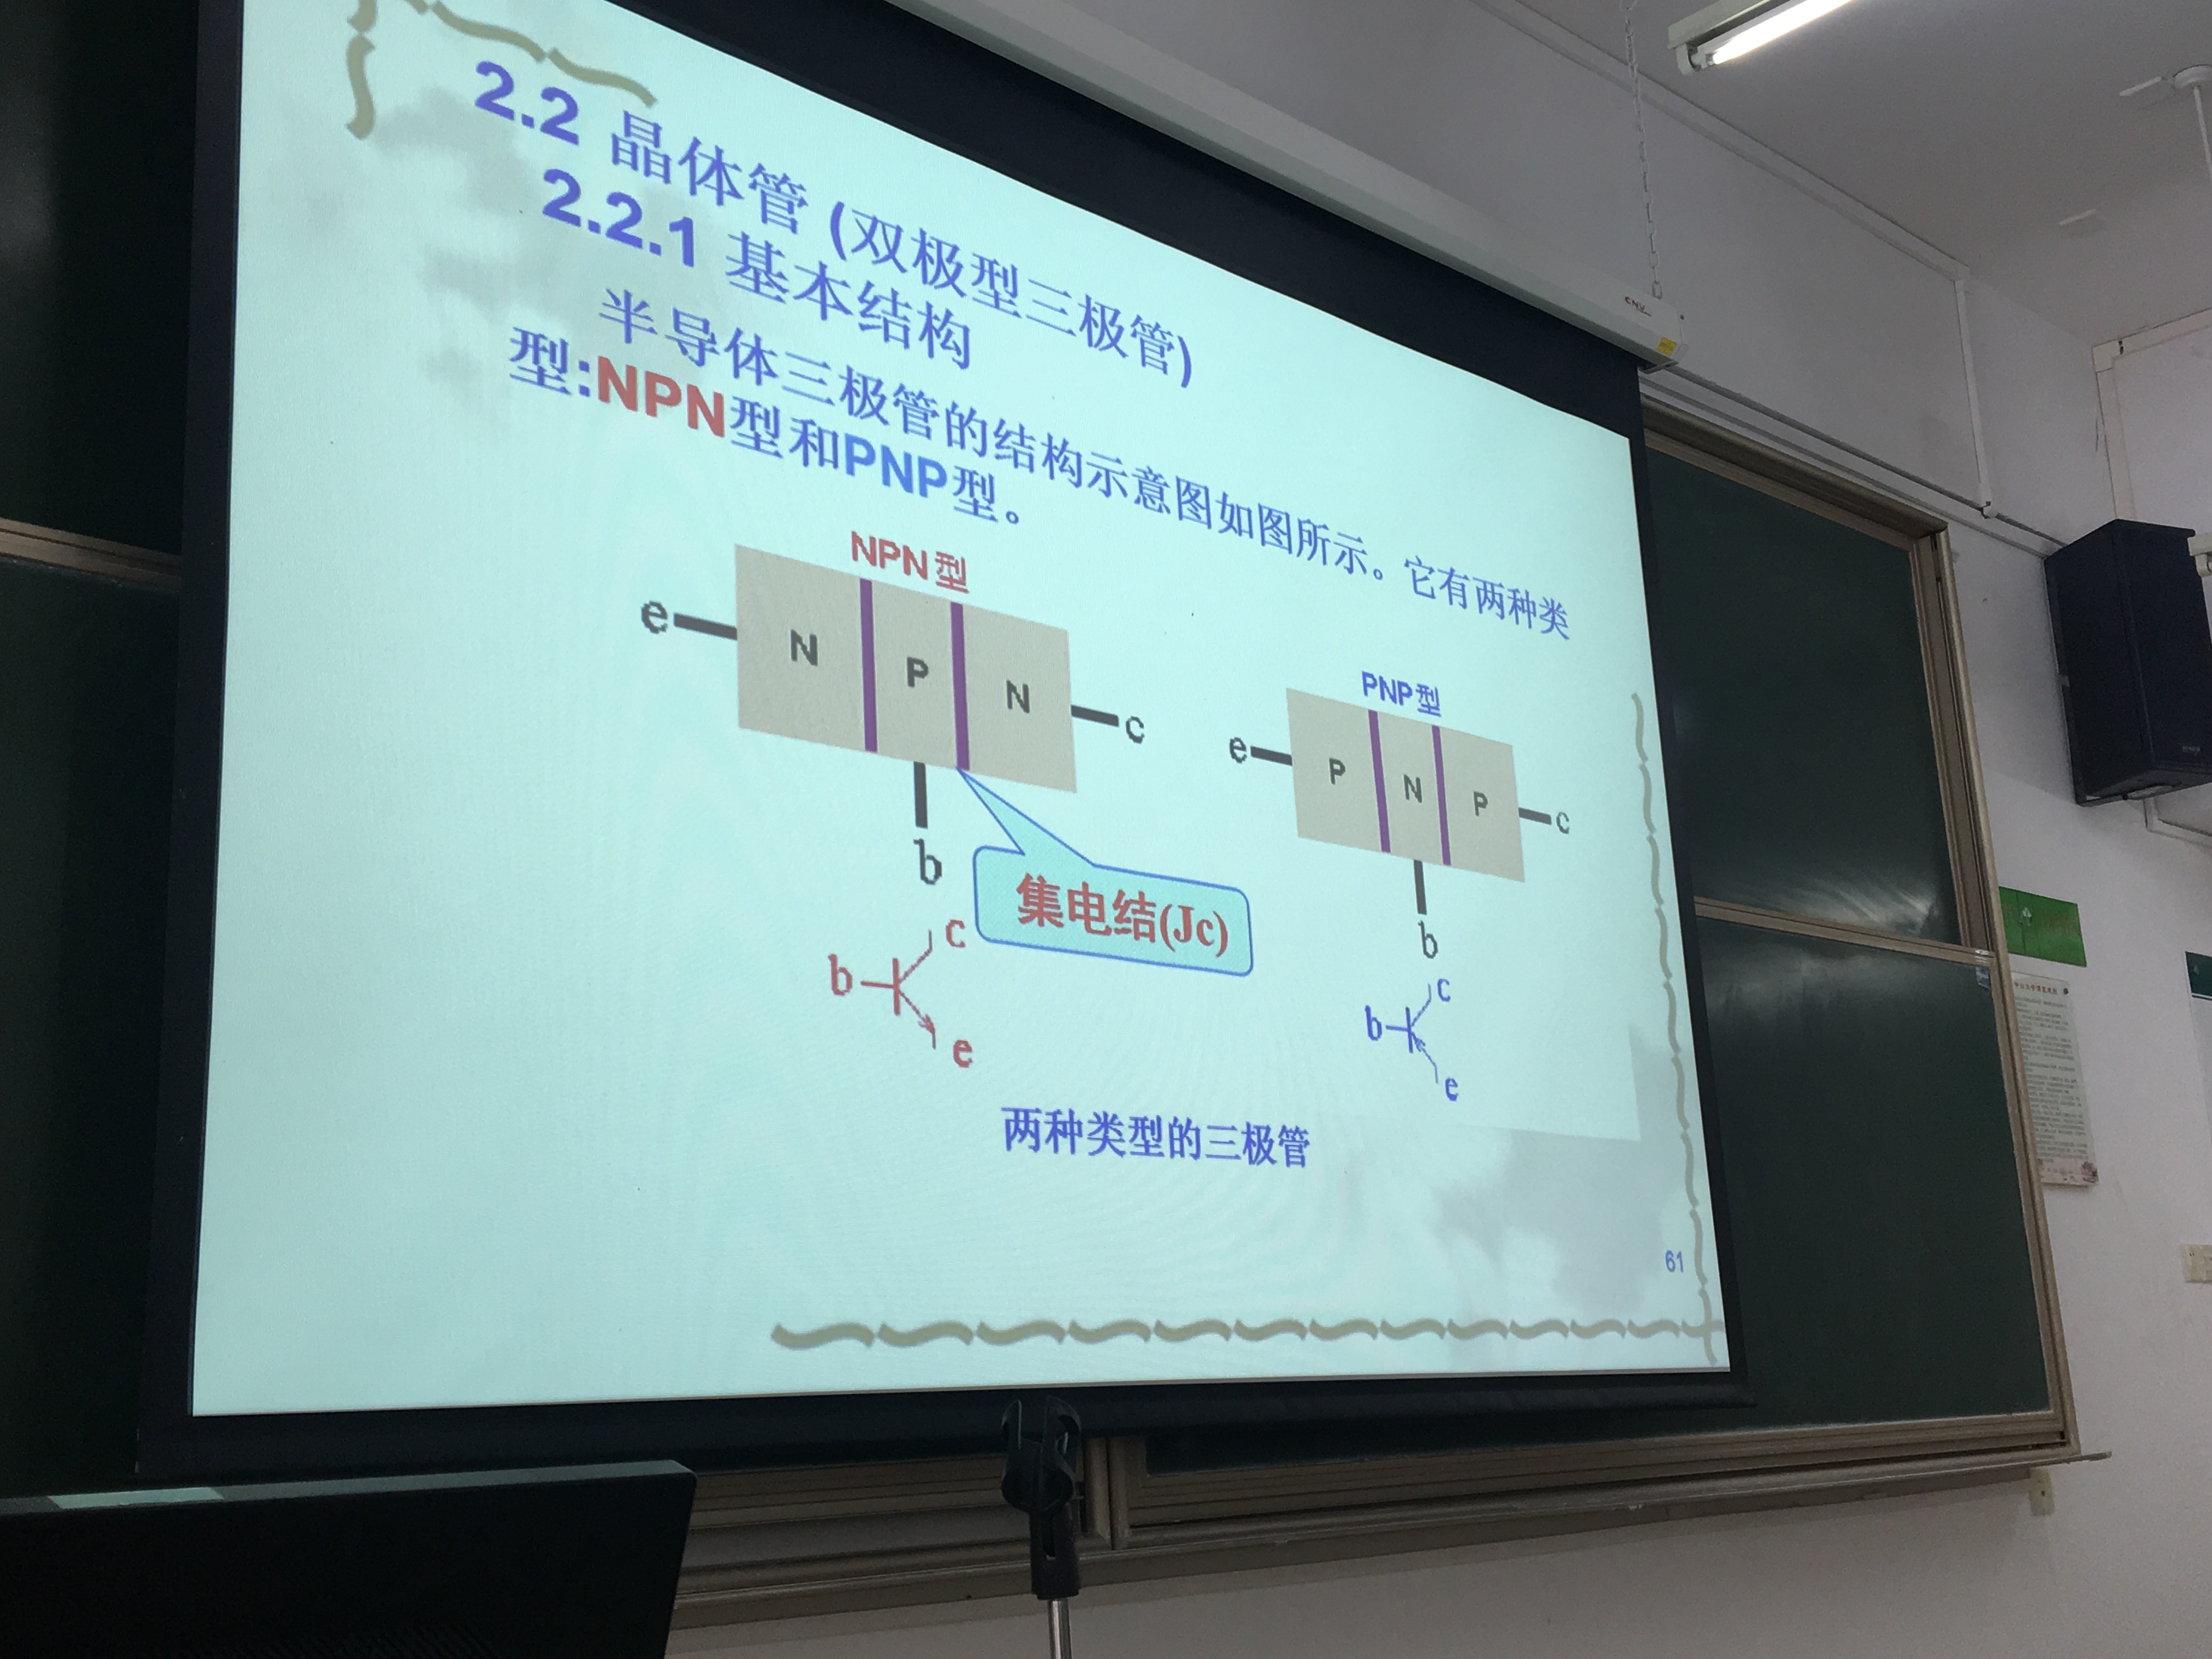 2.2 晶体管 (双极型三极管)
2.2.1 基本结构
半导体三极管的结构示意图如图所示。它有两种类
型:NPN型和PNP型。
NPN型
e
N
P
N
c
b
集电结(Jc)
b
c
e
PNP型
e
P
N
P
c
b
b
c
e
两种类型的三极管
61